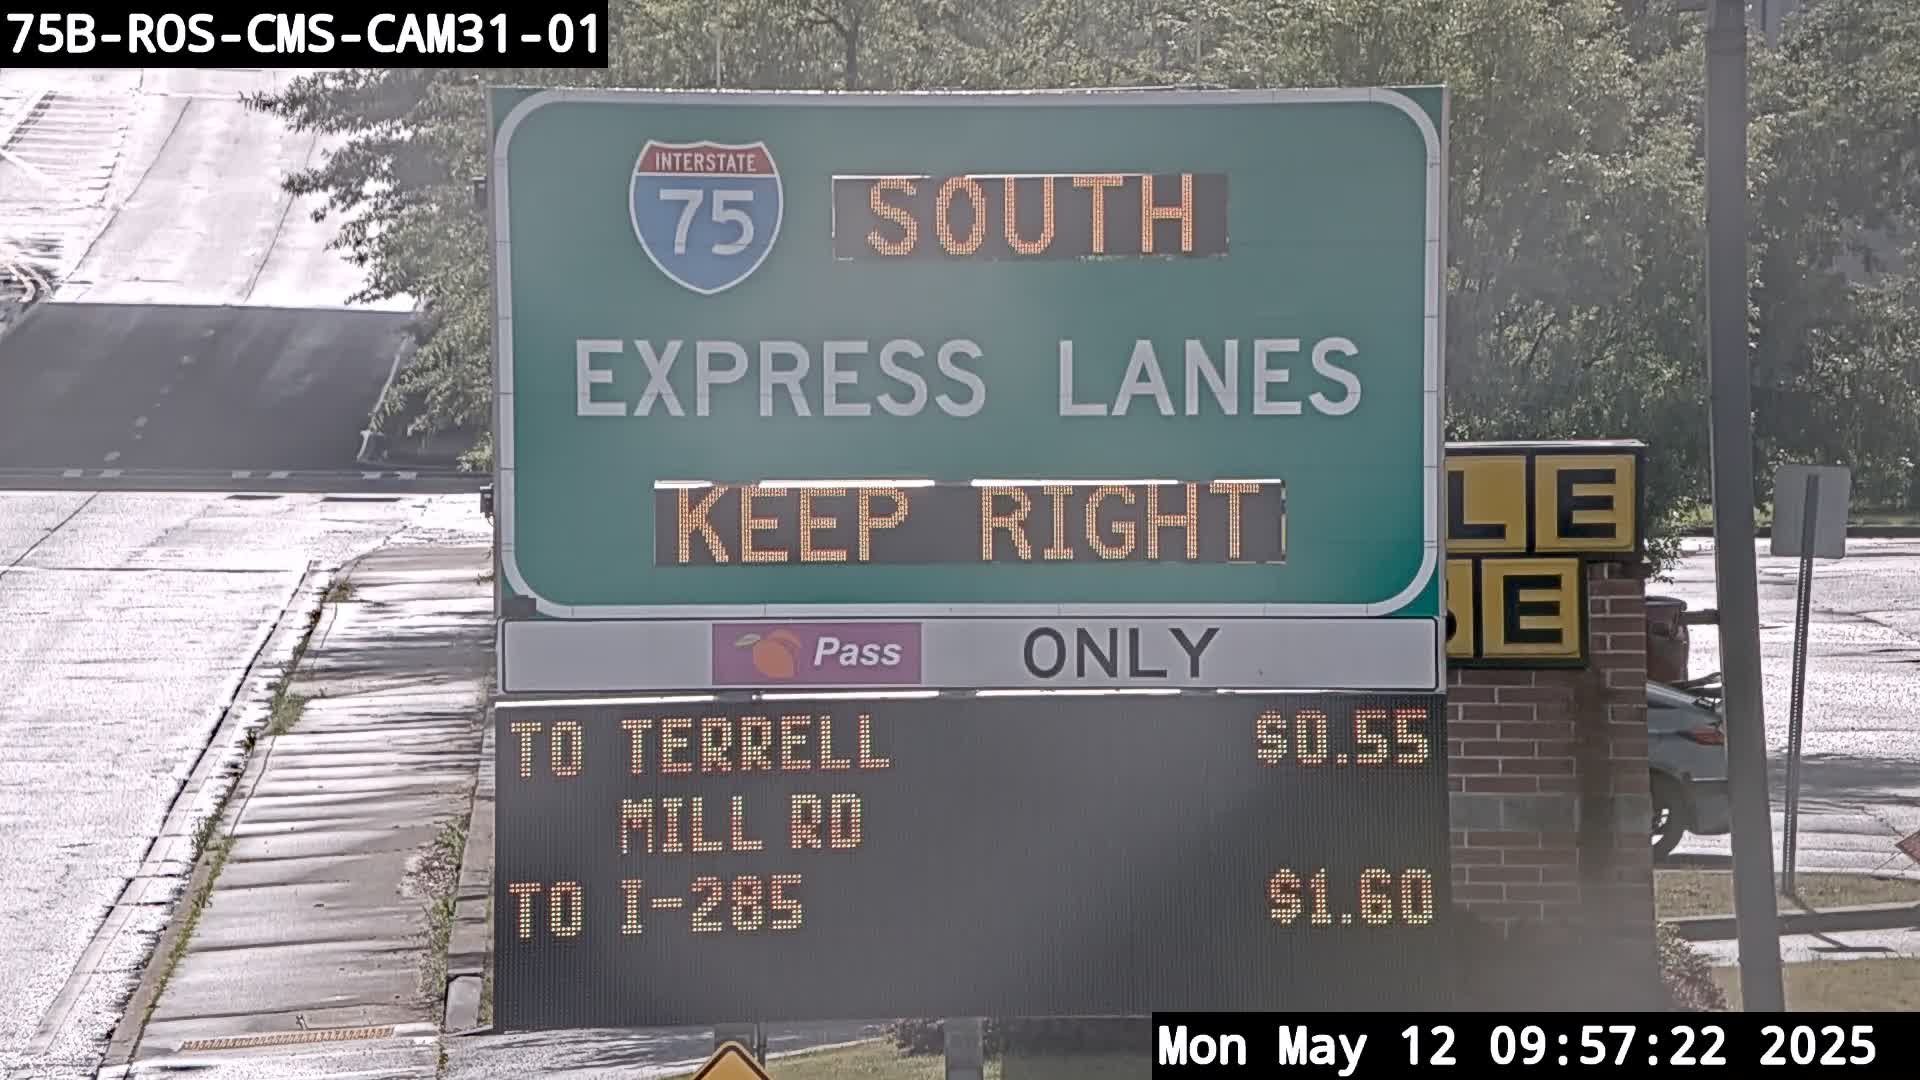 75B-ROS-CMS-CAM31-01
INTERSTATE
75
SOUTH
EXPRESS LANES
KEEP RIGHT
Pass ONLY
TO TERRELL $0.55
MILL RD
TO I-285 $1.60
LE
E
Mon May 12 09:57:22 2025